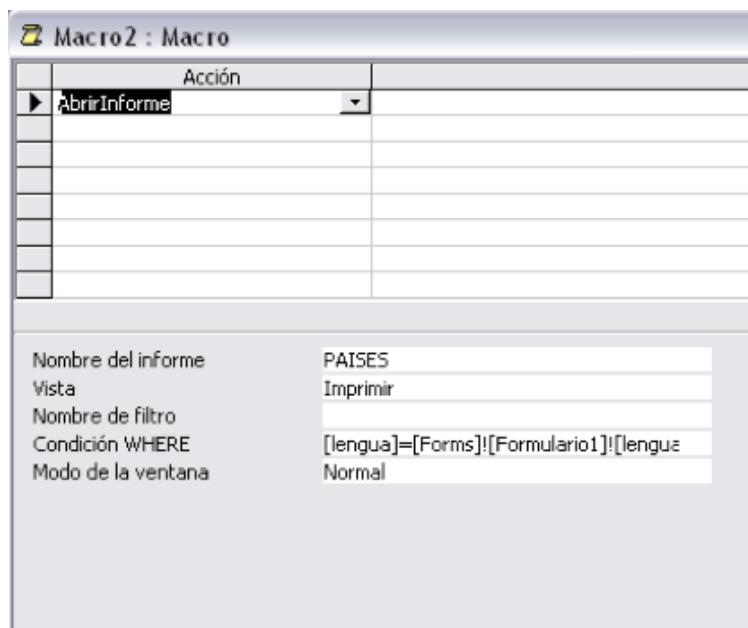 Macro2 : Macro
Acción
AbrirInforme
Nombre del informe PAISES
Vista Imprimir
Nombre de filtro
Condición WHERE [lengua]=[Forms]![Formulario1]![lengua
Modo de la ventana Normal